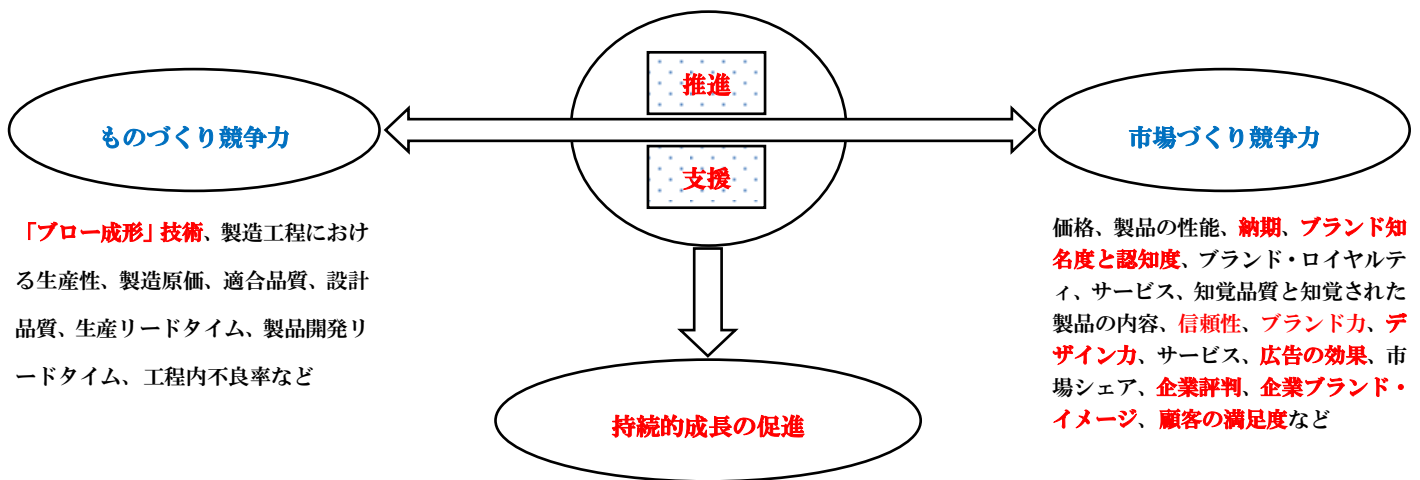 推進
ものづくり競争力
市場づくり競争力
支援
「ブロー成形」技術、製造工程におけ
る生産性、製造原価、適合品質、設計
品質、生産リードタイム、製品開発リ
ードタイム、工程内不良率など
価格、製品の性能、納期、ブランド知
名度と認知度、ブランド・ロイヤルテ
ィ、サービス、知覚品質と知覚された
製品の内容、信頼性、ブランド力、デ
ザイン力、サービス、広告の効果、市
場シェア、企業評判、企業ブランド・
イメージ、顧客の満足度など
持続的成長の促進